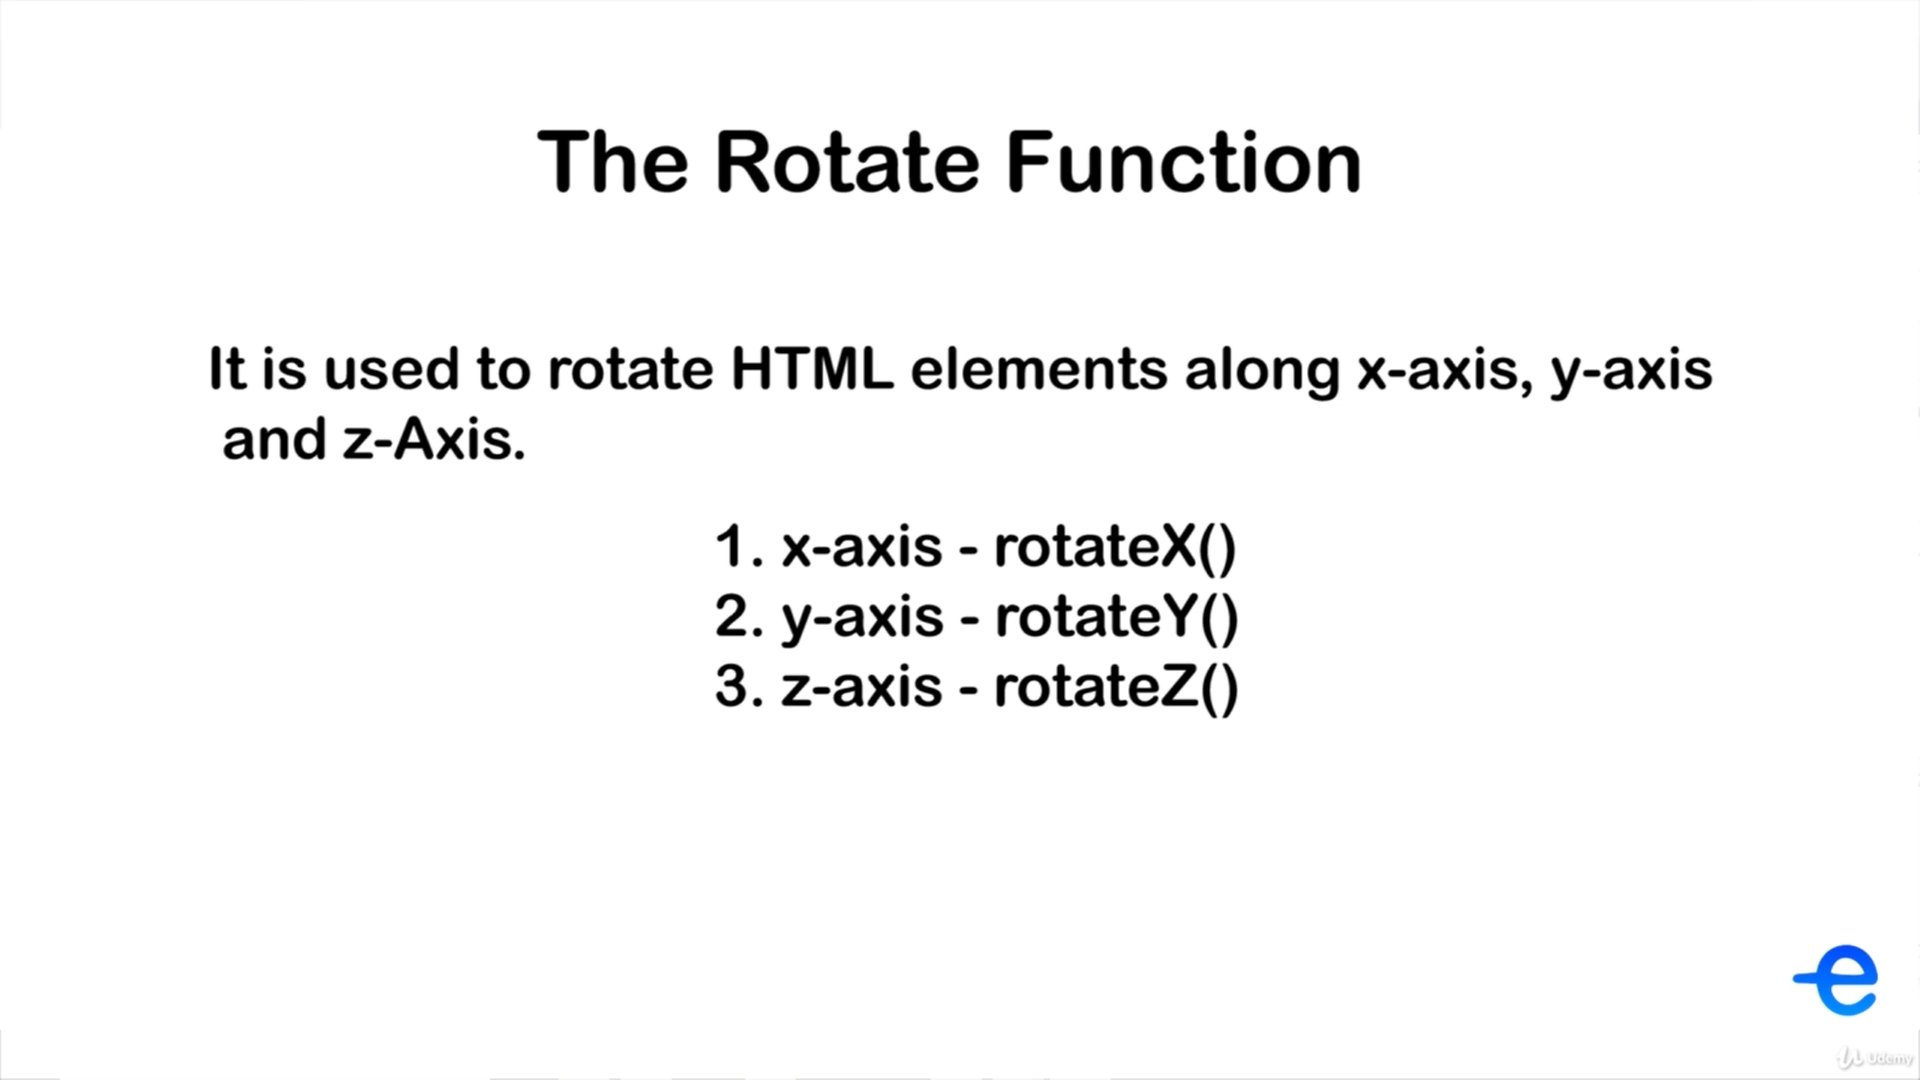 The Rotate Function
It is used to rotate HTML elements along x-axis, y-axis
and z-Axis.
1. x-axis - rotateX()
2. y-axis - rotateY()
3. z-axis - rotateZ()
e
Udemy